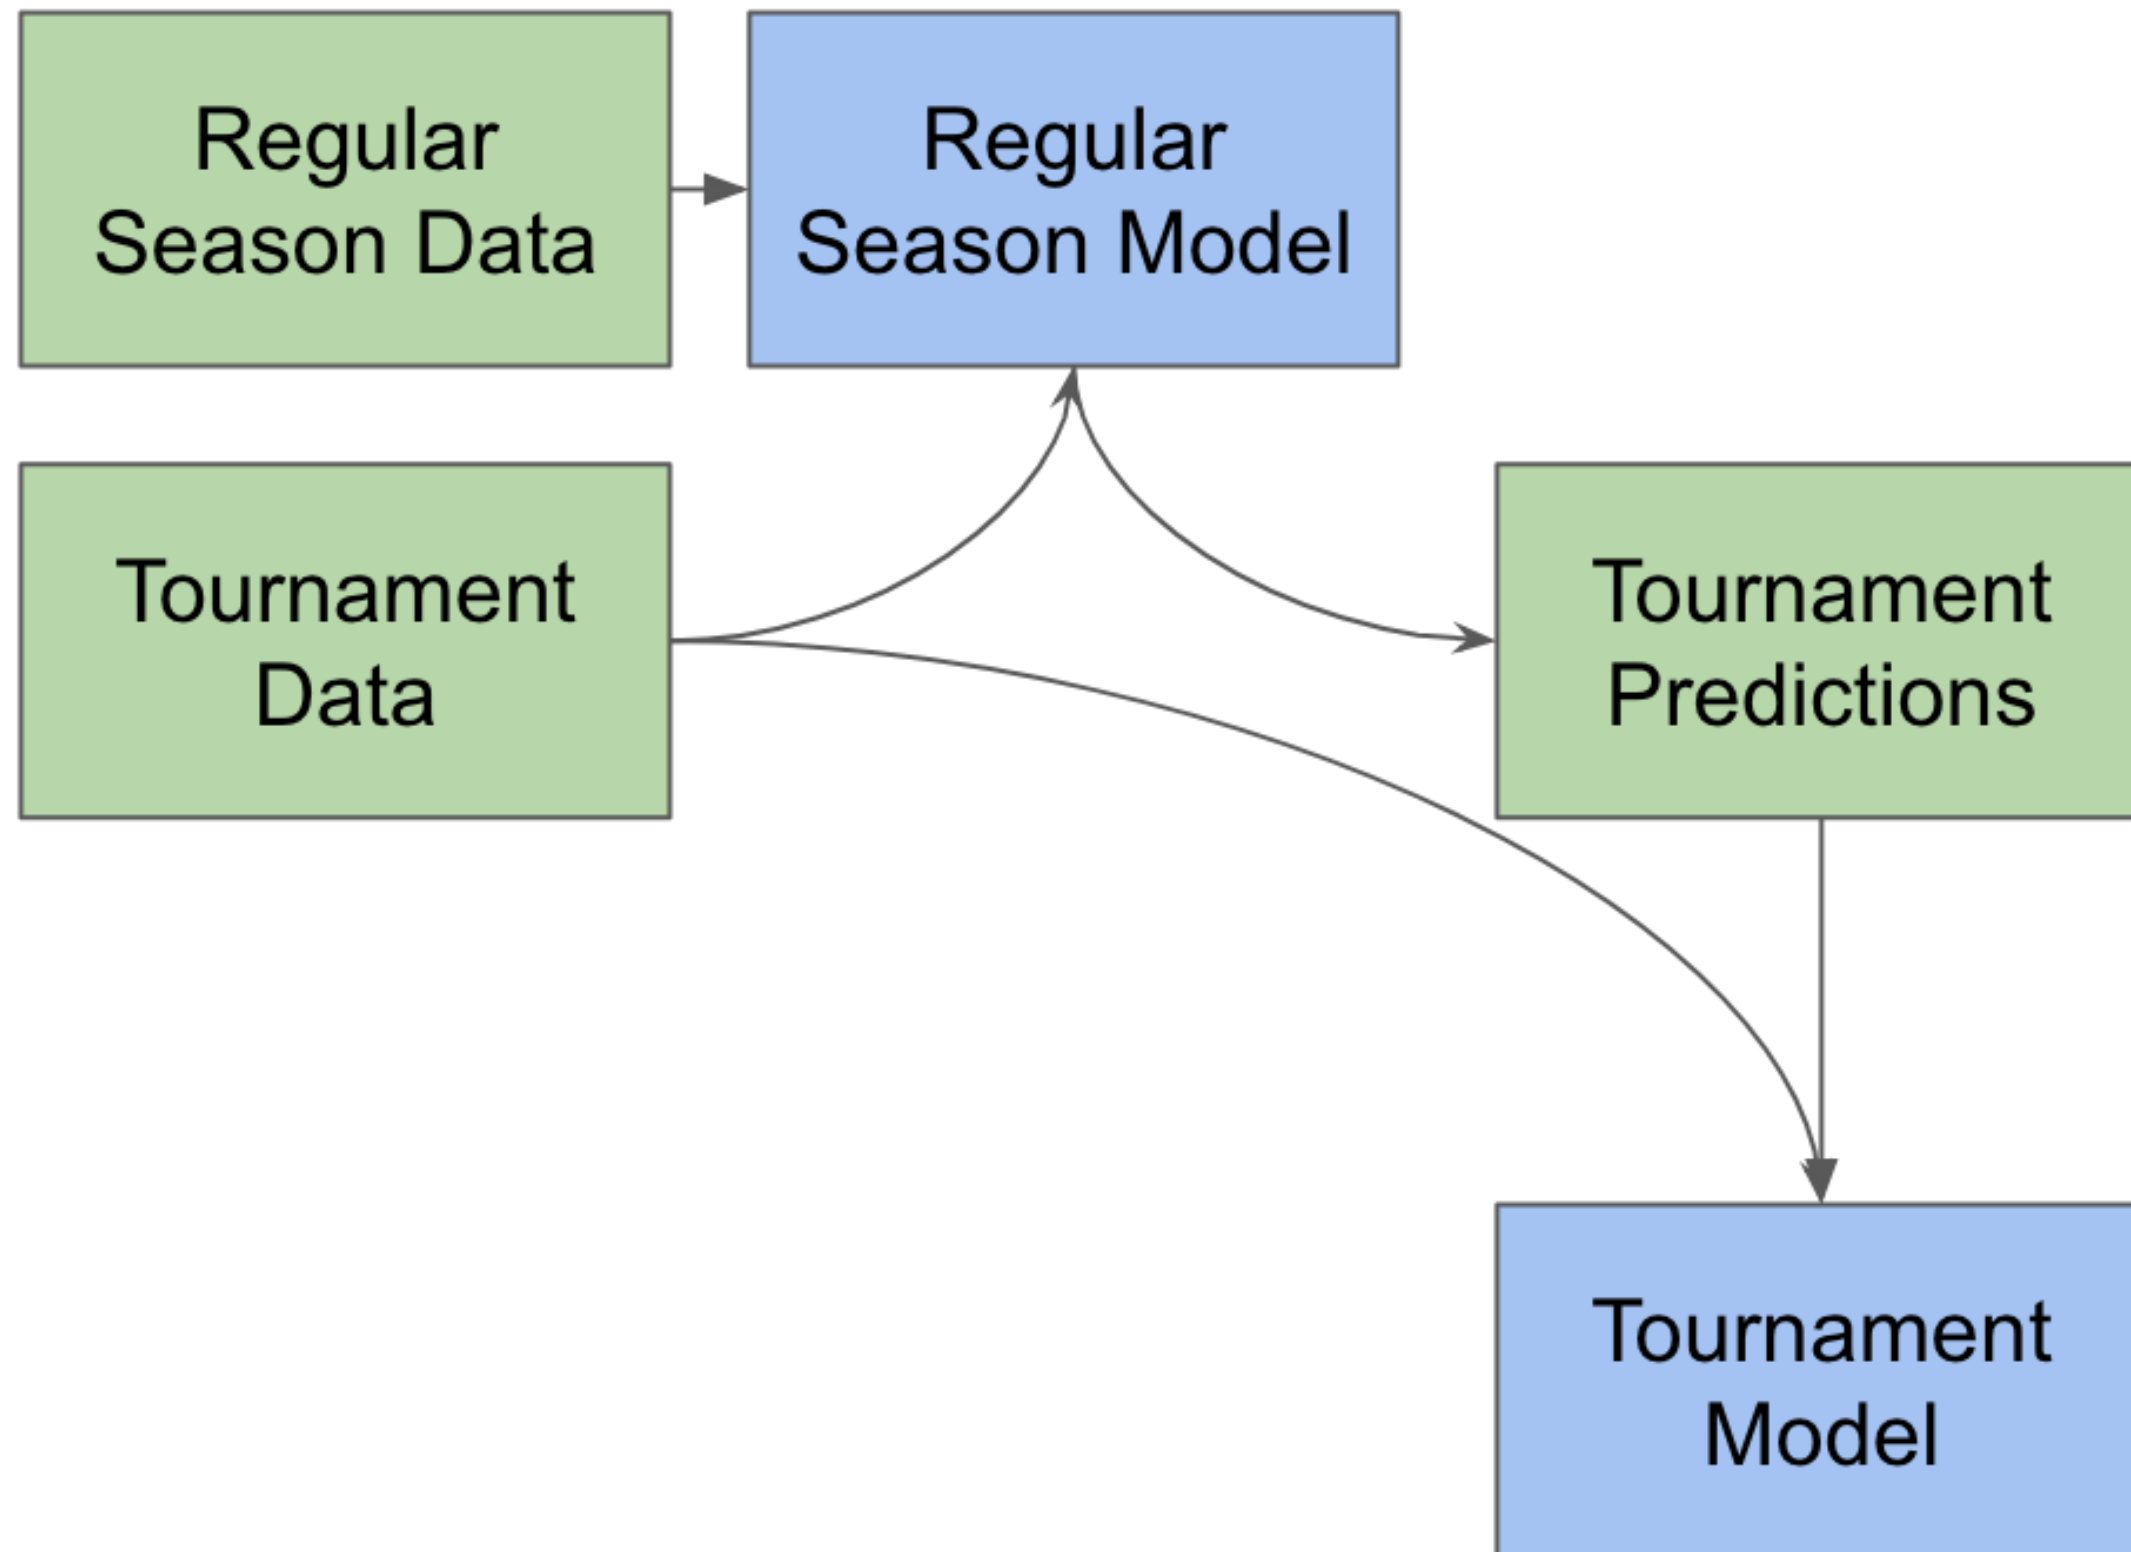 Regular
Season Data
Regular
Season Model
Tournament
Data
Tournament
Predictions
Tournament
Model